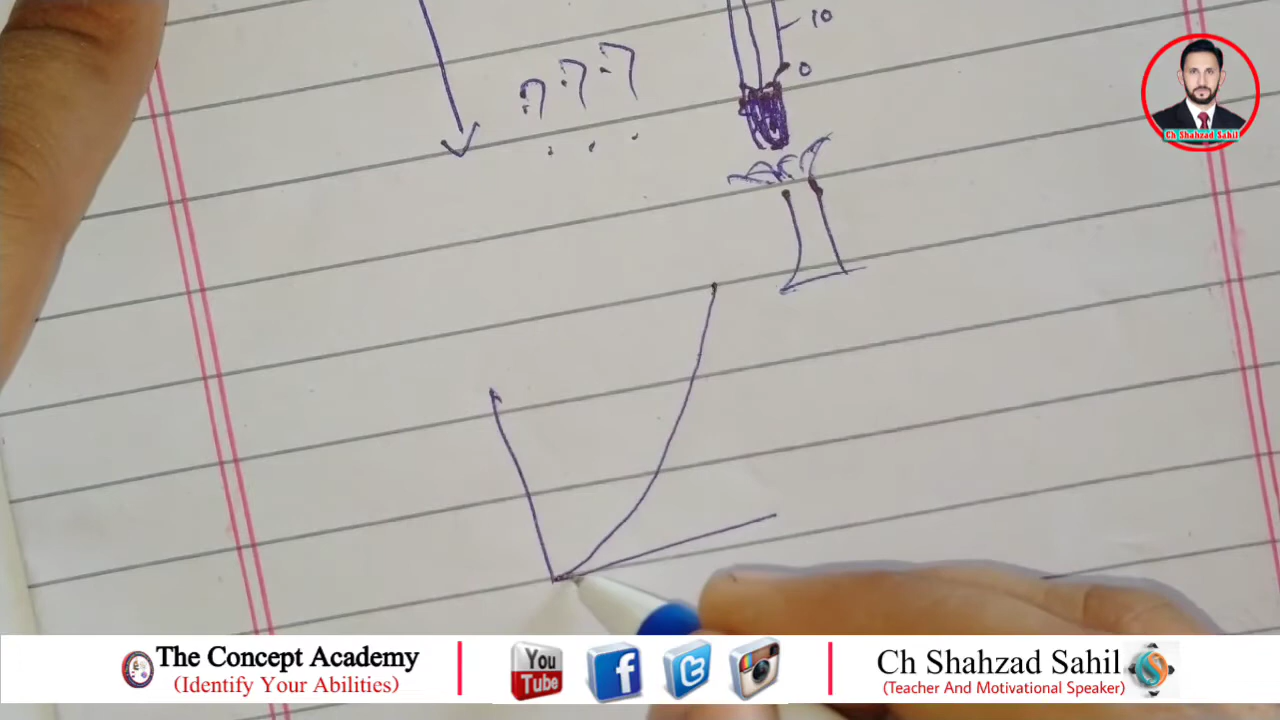 10
0
? ? ?
Ch Shahzad Sahil
The Concept Academy
(Identify Your Abilities)
You
Tube
Ch Shahzad Sahil
(Teacher And Motivational Speaker)